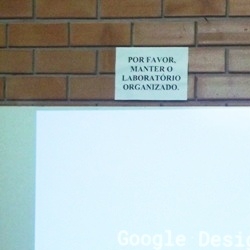 POR FAVOR,
MANTER O
LABORATÓRIO
ORGANIZADO.
Google Desi